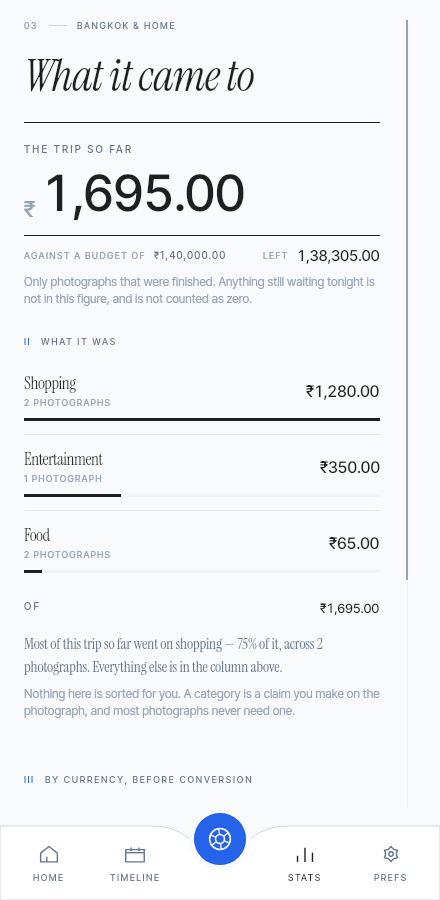 03 — BANGKOK & HOME
What it came to
THE TRIP SO FAR
₹ 1,695.00
AGAINST A BUDGET OF ₹1,40,000.00 LEFT 1,38,305.00
Only photographs that were finished. Anything still waiting tonight is
not in this figure, and is not counted as zero.
II WHAT IT WAS
Shopping ₹1,280.00
2 PHOTOGRAPHS
Entertainment ₹350.00
1 PHOTOGRAPH
Food ₹65.00
2 PHOTOGRAPHS
OF ₹1,695.00
Most of this trip so far went on shopping — 75% of it, across 2
photographs. Everything else is in the column above.
Nothing here is sorted for you. A category is a claim you make on the
photograph, and most photographs never need one.
III BY CURRENCY, BEFORE CONVERSION
HOME TIMELINE STATS PREFS